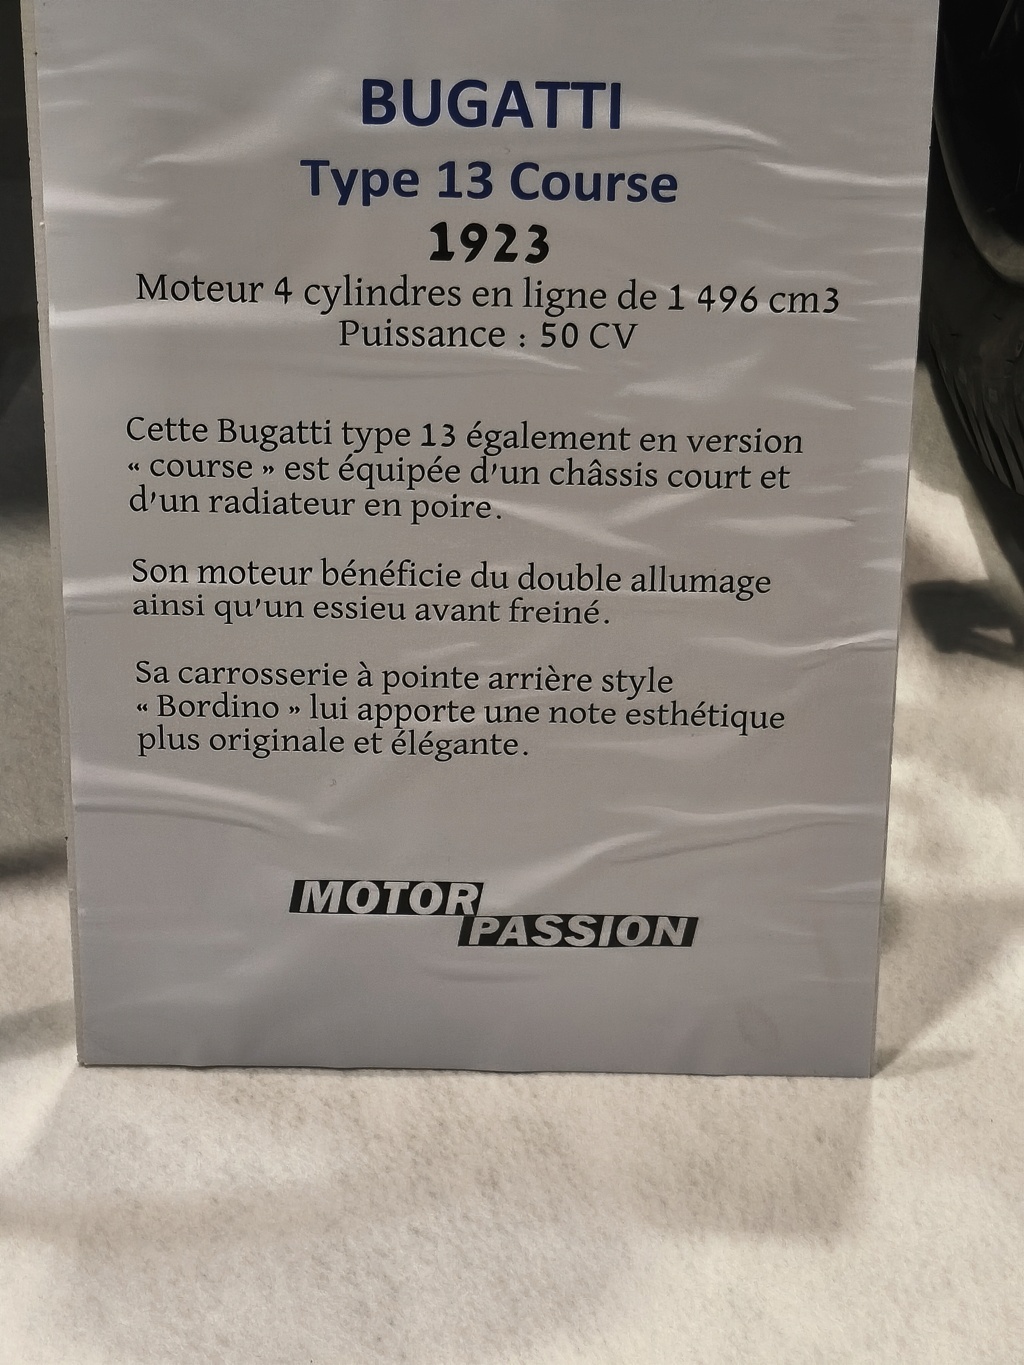 BUGATTI
Type 13 Course
1923
Moteur 4 cylindres en ligne de 1 496 cm3
Puissance : 50 CV
Cette Bugatti type 13 également en version
« course » est équipée d'un châssis court et
d'un radiateur en poire.
Son moteur bénéficie du double allumage
ainsi qu'un essieu avant freiné.
Sa carrosserie à pointe arrière style
« Bordino » lui apporte une note esthétique
plus originale et élégante.
MOTOR
PASSION